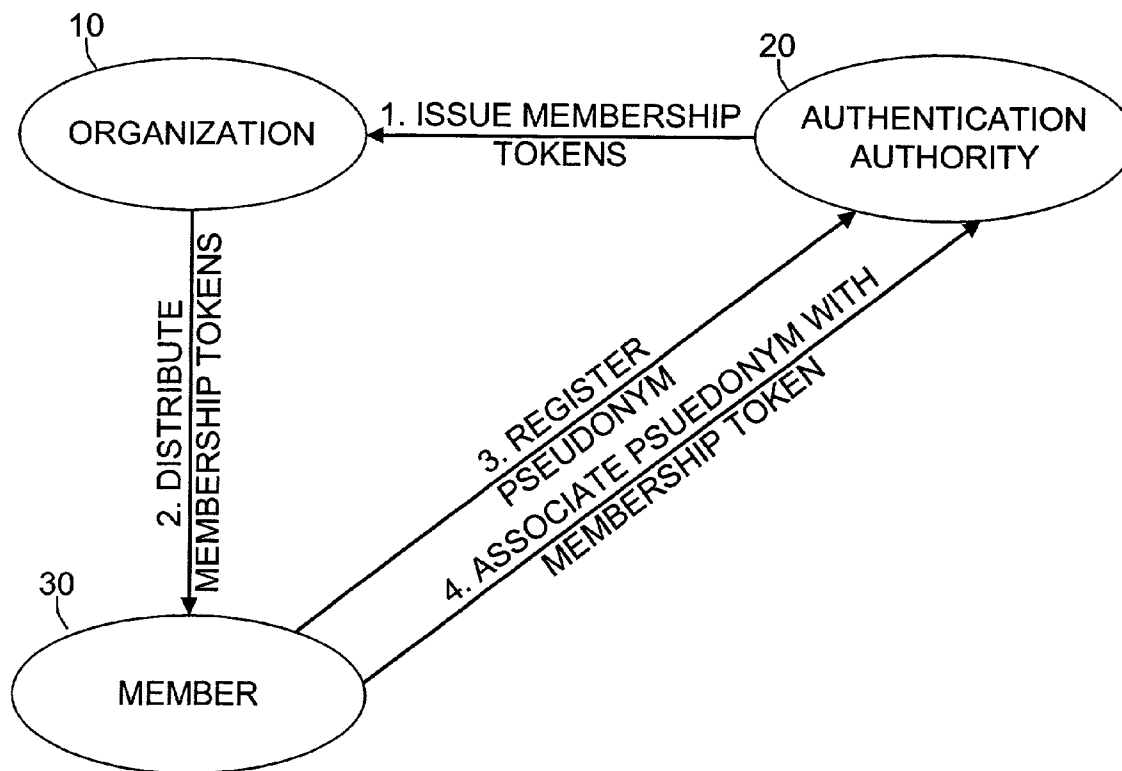 10
20
ORGANIZATION
1. ISSUE MEMBERSHIP
TOKENS
AUTHENTICATION
AUTHORITY
2. DISTRIBUTE
MEMBERSHIP TOKENS
3. REGISTER
PSEUDONYM
4. ASSOCIATE PSUEDONYM WITH
MEMBERSHIP TOKEN
30
MEMBER